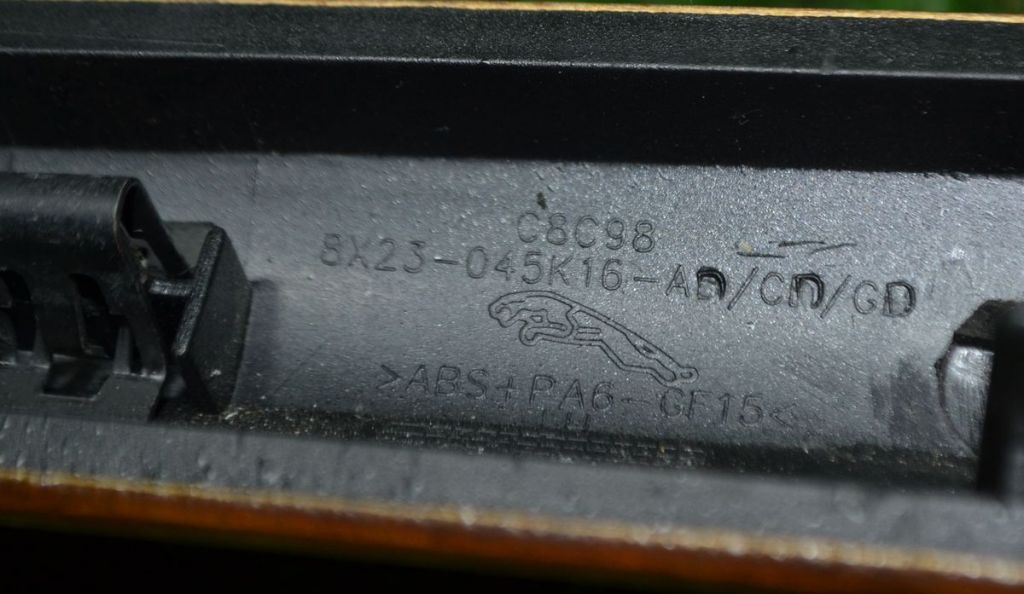 C8C98
8X23-045K16-AD/CD/GD
>ABS+PA6-GF15<